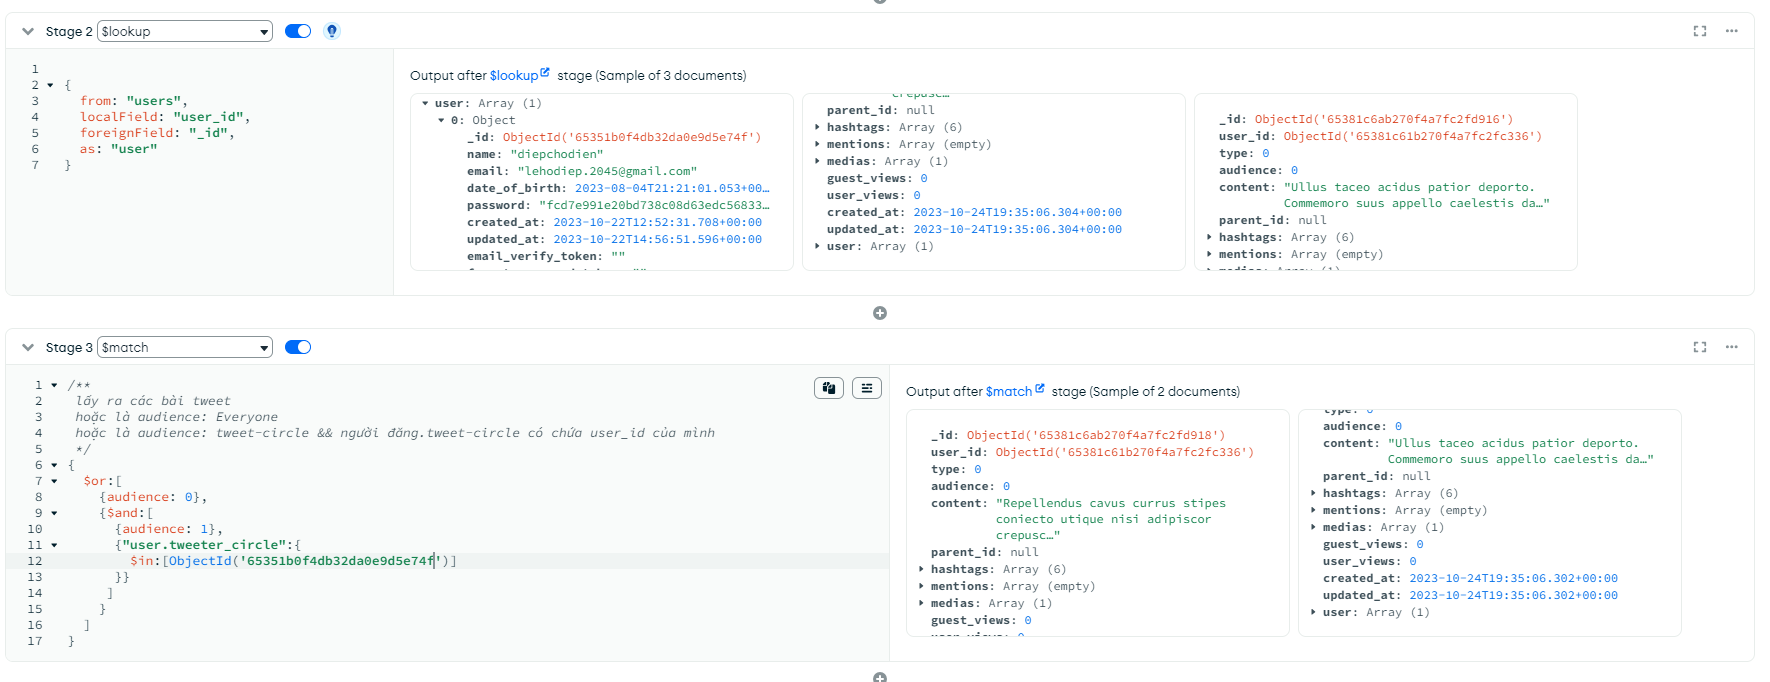 Stage 2 $lookup
1
2 {
3 from: "users",
4 localField: "user_id",
5 foreignField: "_id",
6 as: "user"
7 }
Output after $lookup stage (Sample of 3 documents)
user: Array (1)
0: Object
_id: ObjectId('65351b0f4db32da0e9d5e74f')
name: "diepchodien"
email: "lehodiep.2045@gmail.com"
date_of_birth: 2023-08-04T21:21:01.053+00…
password: "fcd7e991e20bd738c08d63edc56833…
created_at: 2023-10-22T12:52:31.708+00:00
updated_at: 2023-10-22T14:56:51.596+00:00
email_verify_token: ""
crepusc…"
parent_id: null
hashtags: Array (6)
mentions: Array (empty)
medias: Array (1)
guest_views: 0
user_views: 0
created_at: 2023-10-24T19:35:06.304+00:00
updated_at: 2023-10-24T19:35:06.304+00:00
user: Array (1)
_id: ObjectId('65381c6ab270f4a7fc2fd916')
user_id: ObjectId('65381c61b270f4a7fc2fc336')
type: 0
audience: 0
content: "Ullus taceo acidus patior deporto.
Commemoro suus appello caelestis da…"
parent_id: null
hashtags: Array (6)
mentions: Array (empty)
medias: Array (1)
Stage 3 $match
1 /**
2 lấy ra các bài tweet
3 hoặc là audience: Everyone
4 hoặc là audience: tweet-circle && người đăng.tweet-circle có chứa user_id của mình
5 */
6 {
7 $or:[
8 {audience: 0},
9 {$and:[
10 {audience: 1},
11 {"user.tweeter_circle":{
12 $in:[ObjectId('65351b0f4db32da0e9d5e74f')]
13 }}
14 ]
15 }
16 ]
17 }
Output after $match stage (Sample of 2 documents)
_id: ObjectId('65381c6ab270f4a7fc2fd918')
user_id: ObjectId('65381c61b270f4a7fc2fc336')
type: 0
audience: 0
content: "Repellendus cavus currus stipes
coniecto utique nisi adipiscor
crepusc…"
parent_id: null
hashtags: Array (6)
mentions: Array (empty)
medias: Array (1)
guest_views: 0
user_views: 0
type: 0
audience: 0
content: "Ullus taceo acidus patior deporto.
Commemoro suus appello caelestis da…"
parent_id: null
hashtags: Array (6)
mentions: Array (empty)
medias: Array (1)
guest_views: 0
user_views: 0
created_at: 2023-10-24T19:35:06.302+00:00
updated_at: 2023-10-24T19:35:06.302+00:00
user: Array (1)